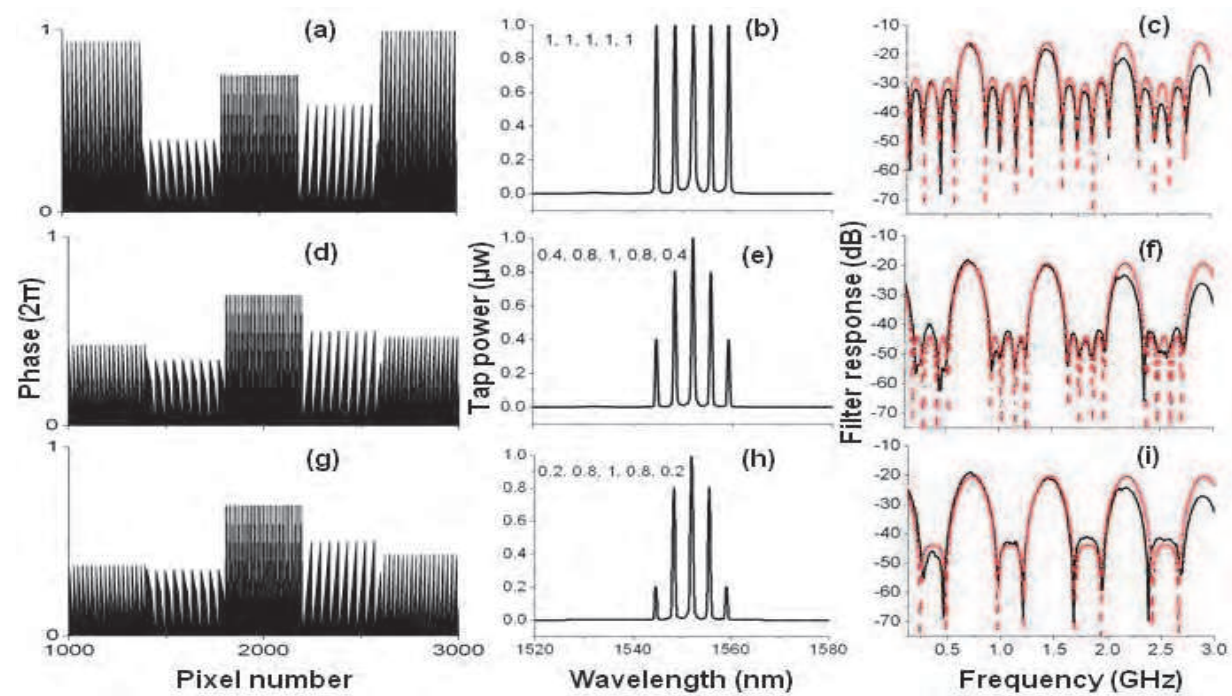 (a)
1
0
(b)
1, 1, 1, 1, 1
1.0
0.8
0.6
0.4
0.2
0.0
(c)
-10
-20
-30
-40
-50
-60
-70
(d)
1
0
(e)
0.4, 0.8, 1, 0.8, 0.4
1.0
0.8
0.6
0.4
0.2
0.0
(f)
-10
-20
-30
-40
-50
-60
-70
Phase (2π)
Tap power (μw)
Filter response (dB)
(g)
1
0
1000 2000 3000
Pixel number
(h)
0.2, 0.8, 1, 0.8, 0.2
1.0
0.8
0.6
0.4
0.2
0.0
1520 1540 1560 1580
Wavelength (nm)
(i)
-10
-20
-30
-40
-50
-60
-70
0.5 1.0 1.5 2.0 2.5 3.0
Frequency (GHz)